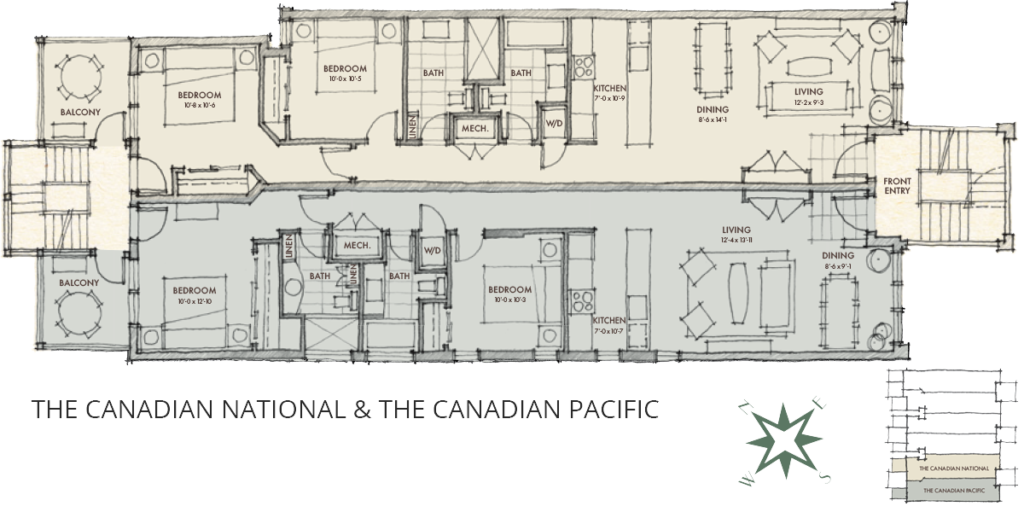 BALCONY
BEDROOM
10'-8 x 10'-6
BEDROOM
10'-0 x 10'-5
BATH
LINEN
MECH.
BATH
W/D
KITCHEN
7'-0 x 10'-9
DINING
8'-6 x 14'-1
LIVING
12'-2 x 9'-3
FRONT
ENTRY
BALCONY
BEDROOM
10'-0 x 12'-10
LINEN
BATH
MECH.
LINEN
BATH
W/D
BEDROOM
10'-0 x 10'-3
KITCHEN
7'-0 x 10'-7
LIVING
12'-4 x 13'-11
DINING
8'-6 x 9'-1
THE CANADIAN NATIONAL & THE CANADIAN PACIFIC
N
E
W
S
THE CANADIAN NATIONAL
THE CANADIAN PACIFIC